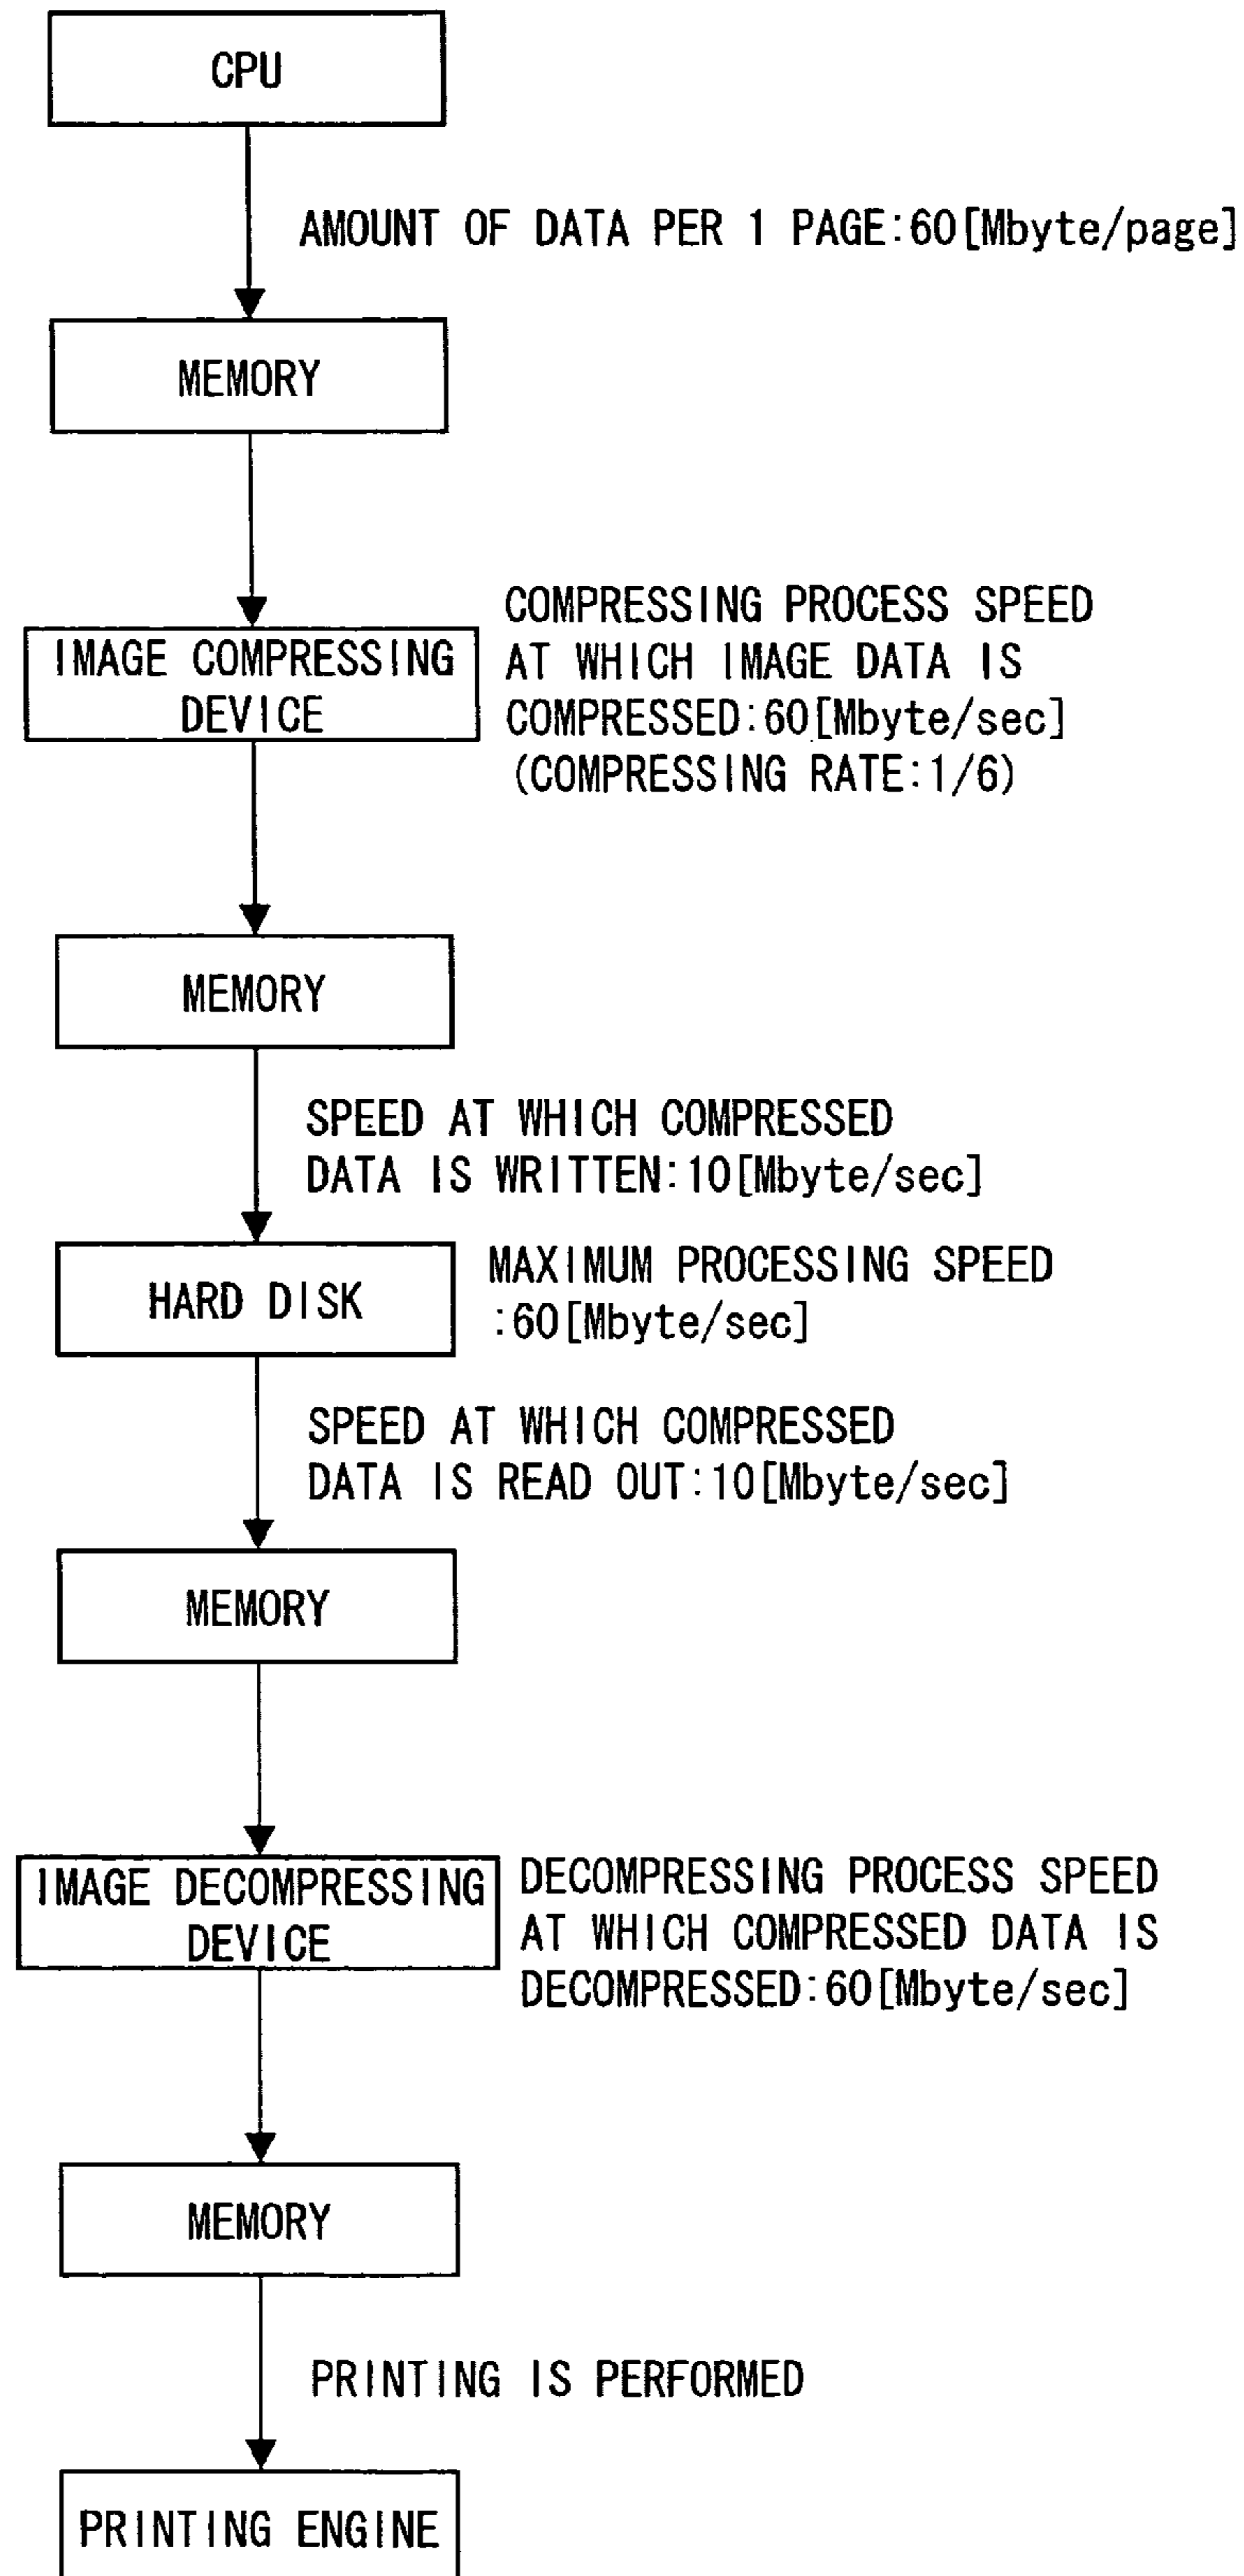 CPU
AMOUNT OF DATA PER 1 PAGE:60[Mbyte/page]
MEMORY
IMAGE COMPRESSING
DEVICE
COMPRESSING PROCESS SPEED
AT WHICH IMAGE DATA IS
COMPRESSED:60[Mbyte/sec]
(COMPRESSING RATE:1/6)
MEMORY
SPEED AT WHICH COMPRESSED
DATA IS WRITTEN:10[Mbyte/sec]
HARD DISK
MAXIMUM PROCESSING SPEED
:60[Mbyte/sec]
SPEED AT WHICH COMPRESSED
DATA IS READ OUT:10[Mbyte/sec]
MEMORY
IMAGE DECOMPRESSING
DEVICE
DECOMPRESSING PROCESS SPEED
AT WHICH COMPRESSED DATA IS
DECOMPRESSED:60[Mbyte/sec]
MEMORY
PRINTING IS PERFORMED
PRINTING ENGINE